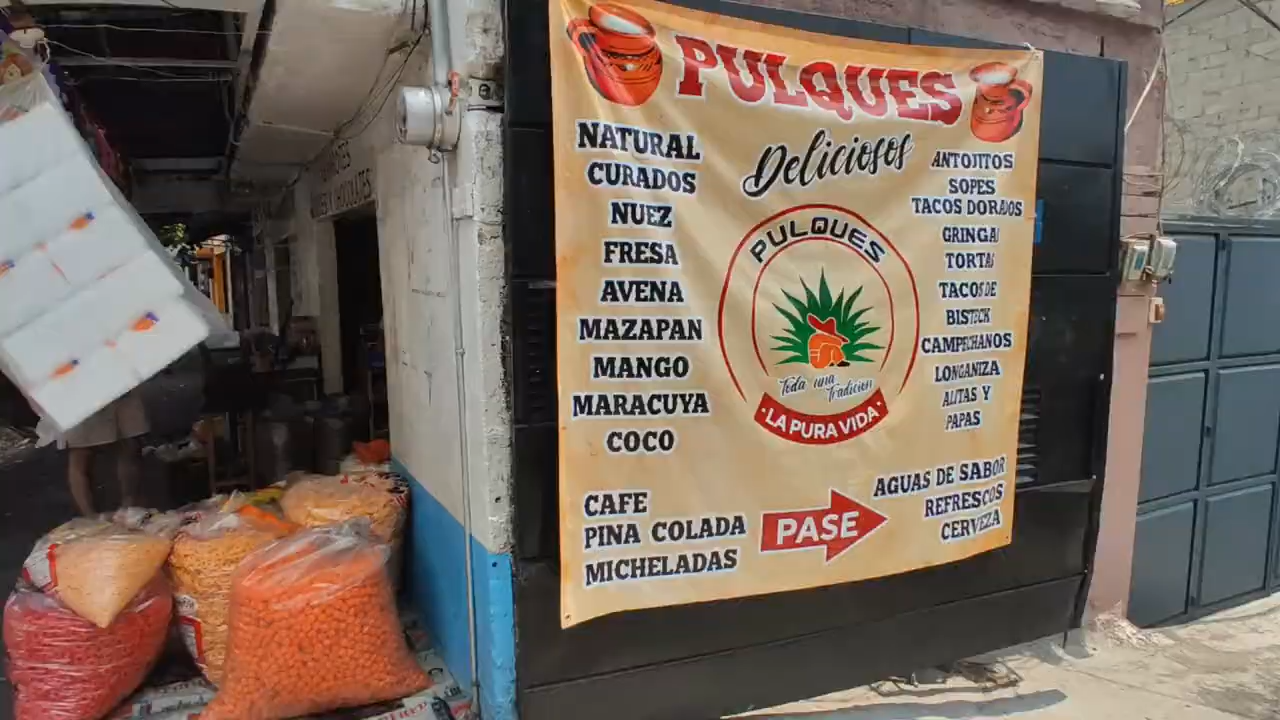 PULQUES
Deliciosos
NATURAL
CURADOS
NUEZ
FRESA
AVENA
MAZAPAN
MANGO
MARACUYA
COCO
CAFE
PINA COLADA
MICHELADAS
PULQUES
Toda una
Tradicion
LA PURA VIDA
PASE
ANTOJITOS
SOPES
TACOS DORADOS
GRINGA
TORTAS
TACOS DE
BISTECK
CAMPECHANOS
LONGANIZA
ALITAS Y
PAPAS
AGUAS DE SABOR
REFRESCOS
CERVEZA